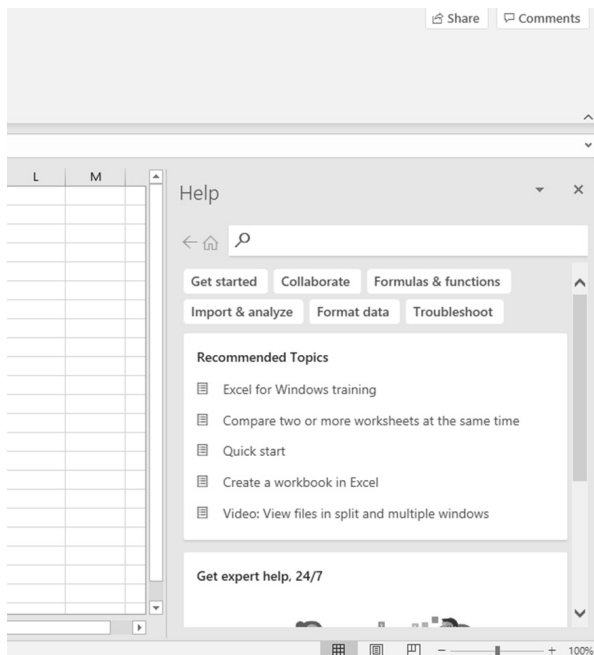 Share Comments
L M
Help
Get started Collaborate Formulas & functions
Import & analyze Format data Troubleshoot
Recommended Topics
Excel for Windows training
Compare two or more worksheets at the same time
Quick start
Create a workbook in Excel
Video: View files in split and multiple windows
Get expert help, 24/7
100%